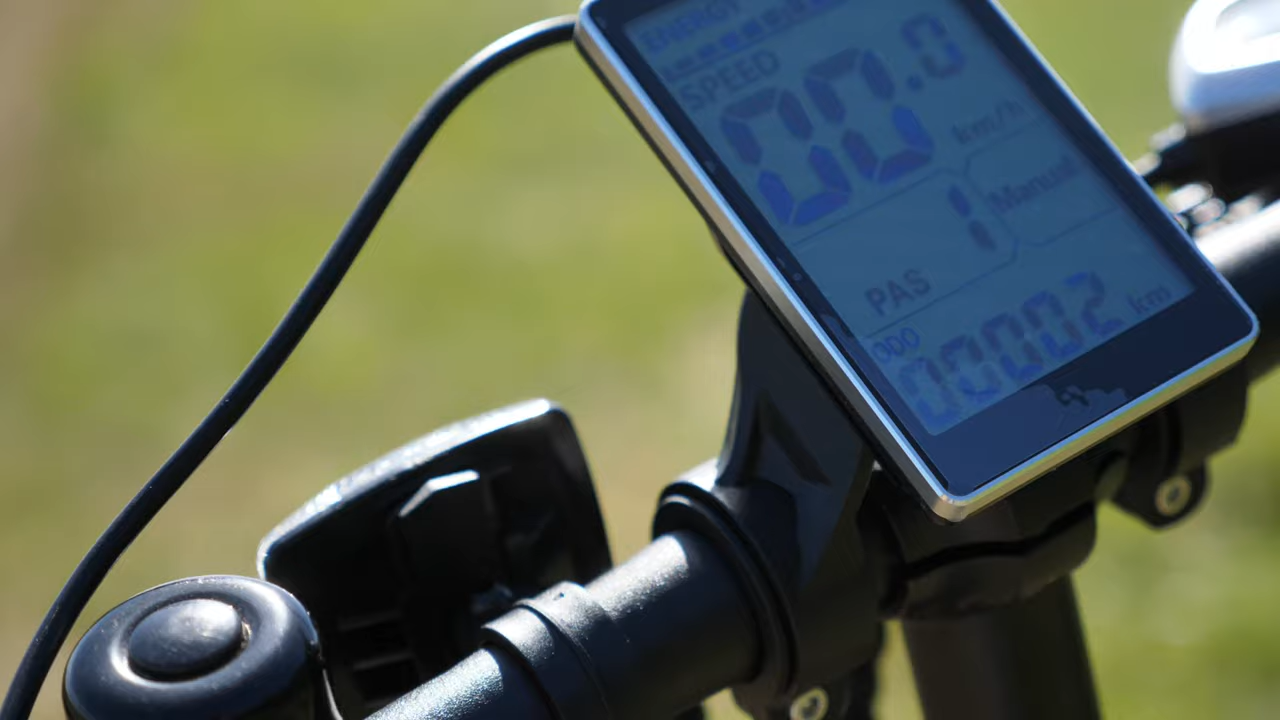 ENERGY
SPEED
00.0
km/h
1
Manual
PAS
ODO
00002
km